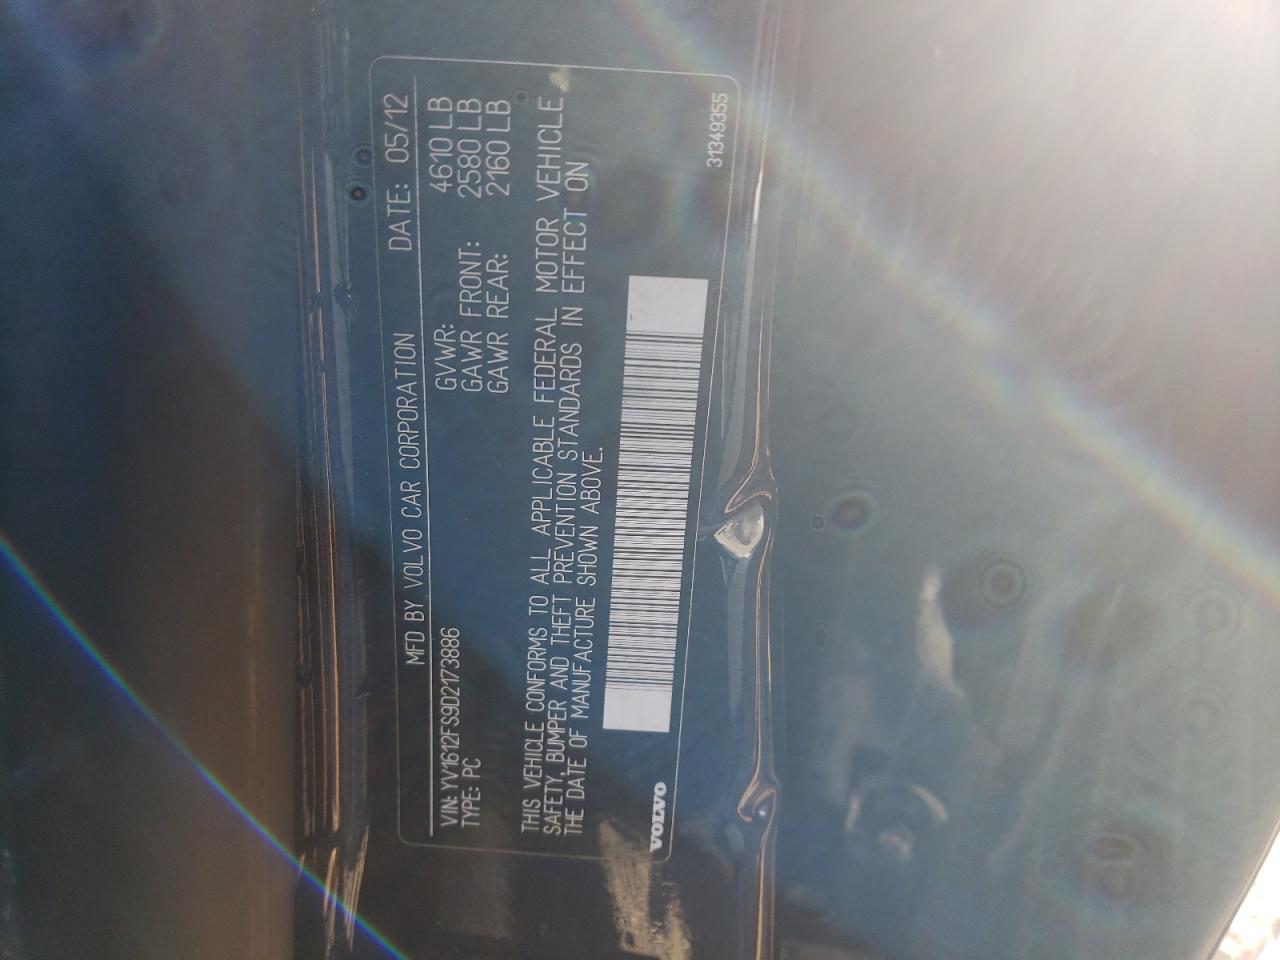 MFD BY VOLVO CAR CORPORATION DATE: 05/12
VIN: YV1612FS9D2173886 GVWR: 4610 LB
TYPE: PC GAWR FRONT: 2580 LB
GAWR REAR: 2160 LB
THIS VEHICLE CONFORMS TO ALL APPLICABLE FEDERAL MOTOR VEHICLE
SAFETY, BUMPER AND THEFT PREVENTION STANDARDS IN EFFECT ON
THE DATE OF MANUFACTURE SHOWN ABOVE.
VOLVO
31349355